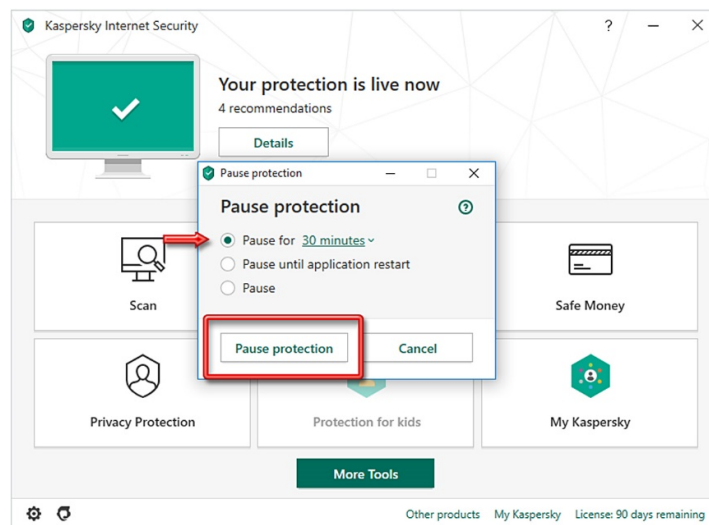 Kaspersky Internet Security
?
Your protection is live now
4 recommendations
Details
Pause protection
Pause protection
?
Pause for 30 minutes
Pause until application restart
Pause
Pause protection
Cancel
Scan
Safe Money
Privacy Protection
Protection for kids
My Kaspersky
More Tools
Other products My Kaspersky License: 90 days remaining